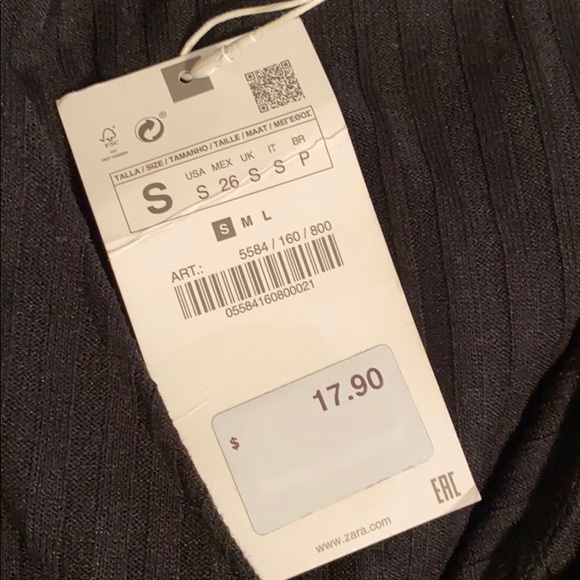 FSC
TALLA / SIZE / TAMANHO / TAILLE / MAAT / ΜΕΓΕΘΟΣ
S
USA MEX UK IT BR
S 26 S S P
S M L
ART.: 5584 / 160 / 800
05584160800021
17.90
$
EAC
www.zara.com